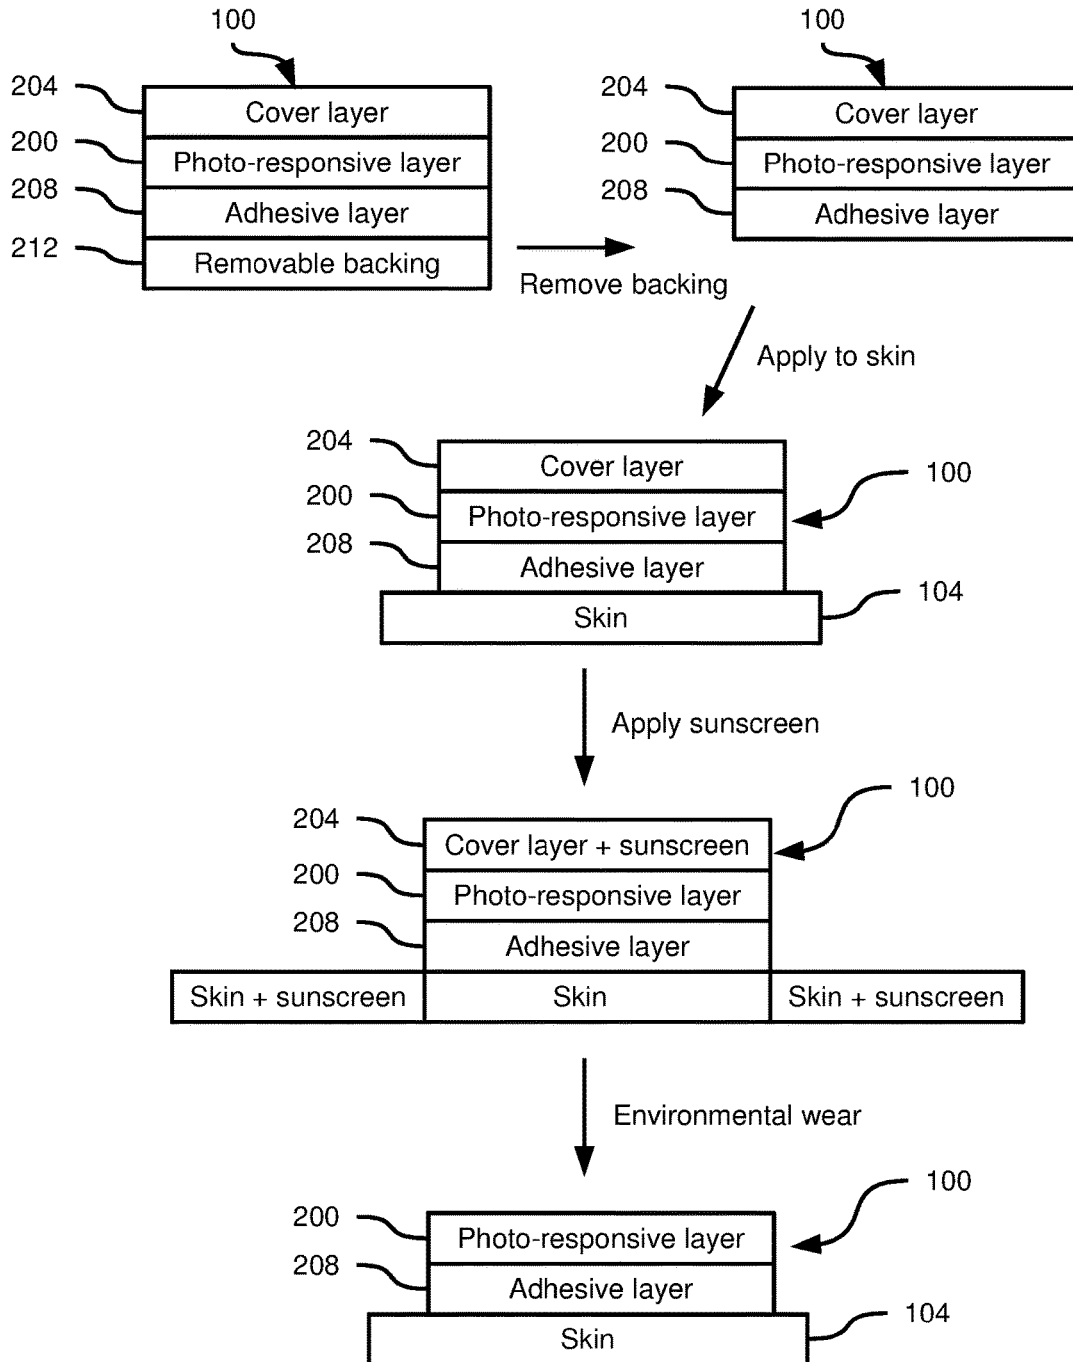 100
100
204
Cover layer
204
Cover layer
200
Photo-responsive layer
200
Photo-responsive layer
208
Adhesive layer
208
Adhesive layer
212
Removable backing
Remove backing
Apply to skin
204
Cover layer
100
200
Photo-responsive layer
208
Adhesive layer
104
Skin
Apply sunscreen
100
204
Cover layer + sunscreen
200
Photo-responsive layer
208
Adhesive layer
Skin + sunscreen
Skin
Skin + sunscreen
Environmental wear
100
200
Photo-responsive layer
208
Adhesive layer
104
Skin